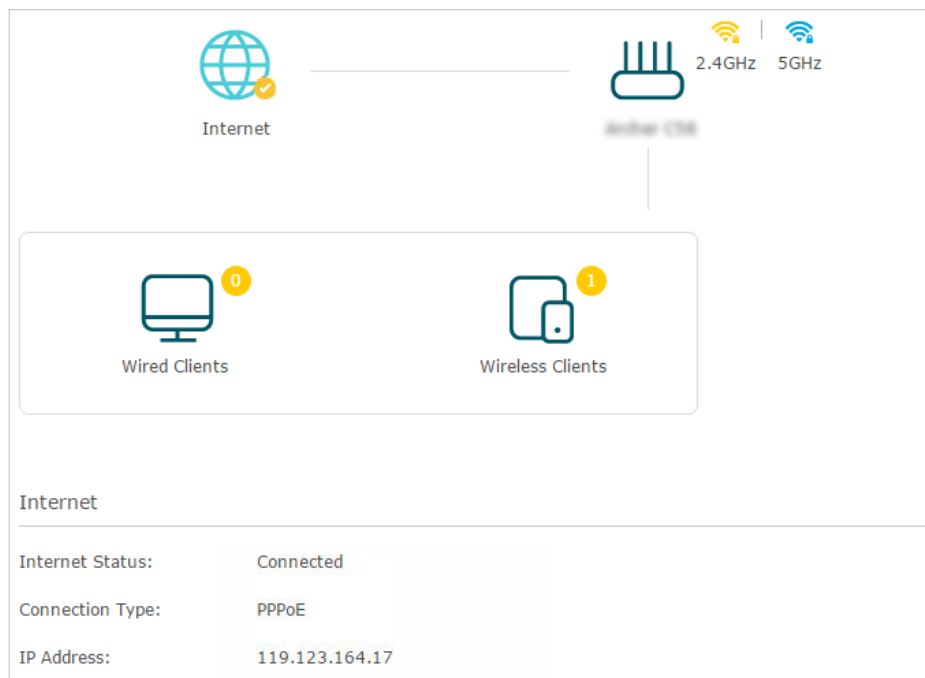 2.4GHz 5GHz
Internet
0
1
Wired Clients
Wireless Clients
Internet
Internet Status: Connected
Connection Type: PPPoE
IP Address: 119.123.164.17